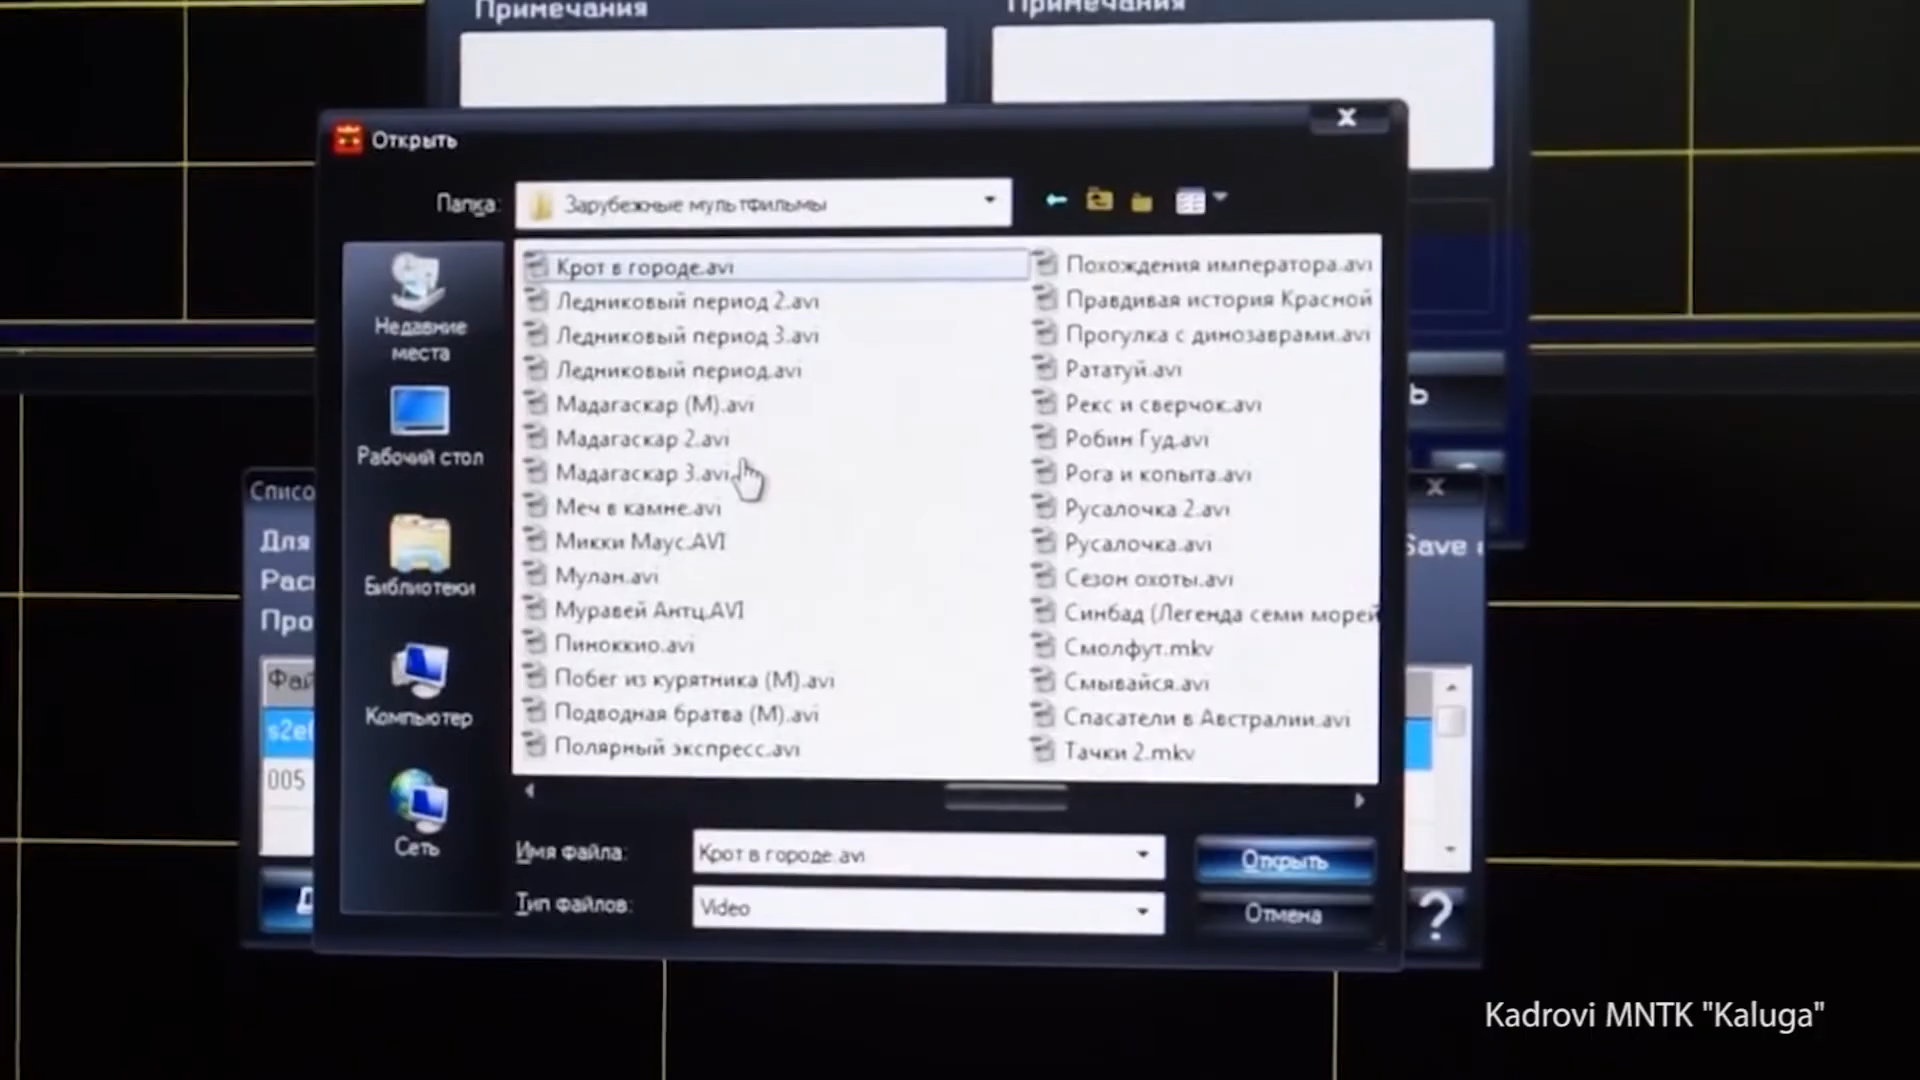 Примечания
Примечания
Открыть
Папка:
Зарубежные мультфильмы
Недавние места
Рабочий стол
Библиотеки
Компьютер
Сеть
Крот в городе.avi
Ледниковый период 2.avi
Ледниковый период 3.avi
Ледниковый период.avi
Мадагаскар (М).avi
Мадагаскар 2.avi
Мадагаскар 3.avi
Меч в камне.avi
Микки Маус.AVI
Мулан.avi
Муравей Антц.AVI
Пиноккио.avi
Побег из курятника (М).avi
Подводная братва (М).avi
Полярный экспресс.avi
Похождения императора.avi
Правдивая история Красной
Прогулка с динозаврами.avi
Рататуй.avi
Рекс и сверчок.avi
Робин Гуд.avi
Рога и копыта.avi
Русалочка 2.avi
Русалочка.avi
Сезон охоты.avi
Синбад (Легенда семи морей
Смолфут.mkv
Смывайся.avi
Спасатели в Австралии.avi
Тачки 2.mkv
Имя файла:
Крот в городе.avi
Открыть
Тип файлов:
Video
Отмена
Списо
Для
Save
Про
005
?
Kadrovi MNTK "Kaluga"